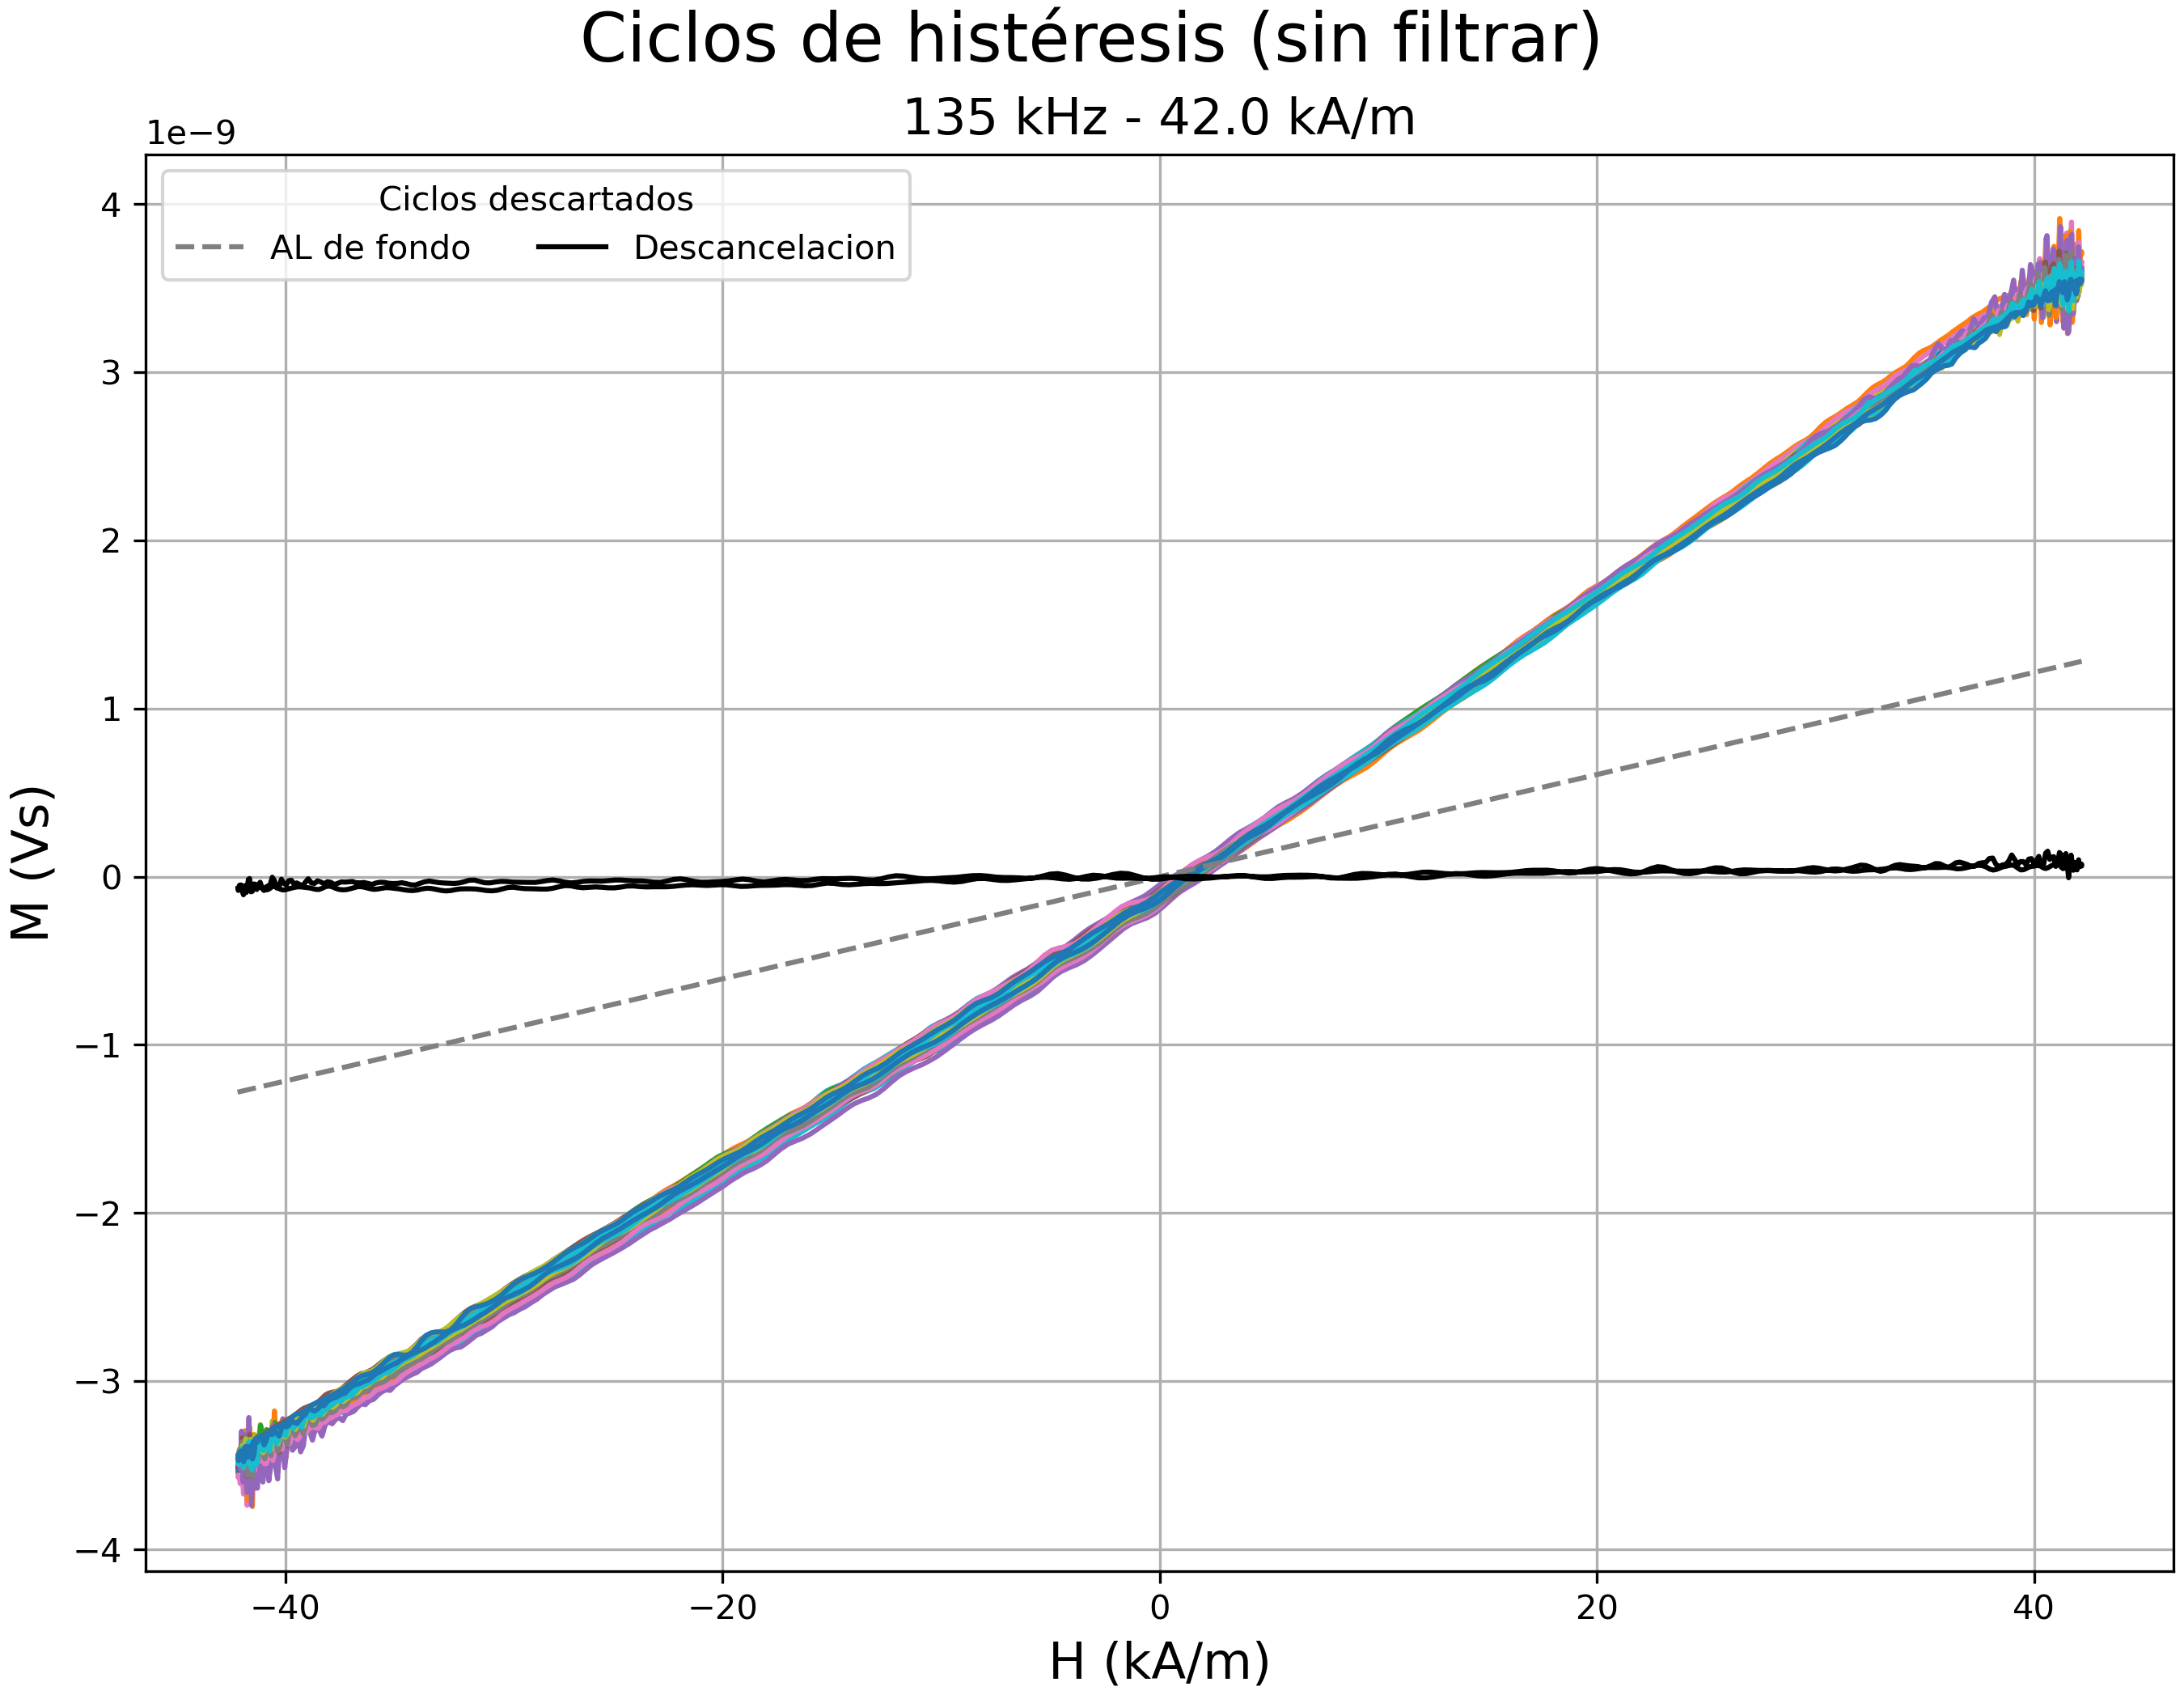 Ciclos de histéresis (sin filtrar)
135 kHz - 42.0 kA/m
1e−9
Ciclos descartados
AL de fondo
Descancelacion
4
3
2
1
0
−1
−2
−3
−4
M (Vs)
−40
−20
0
20
40
H (kA/m)